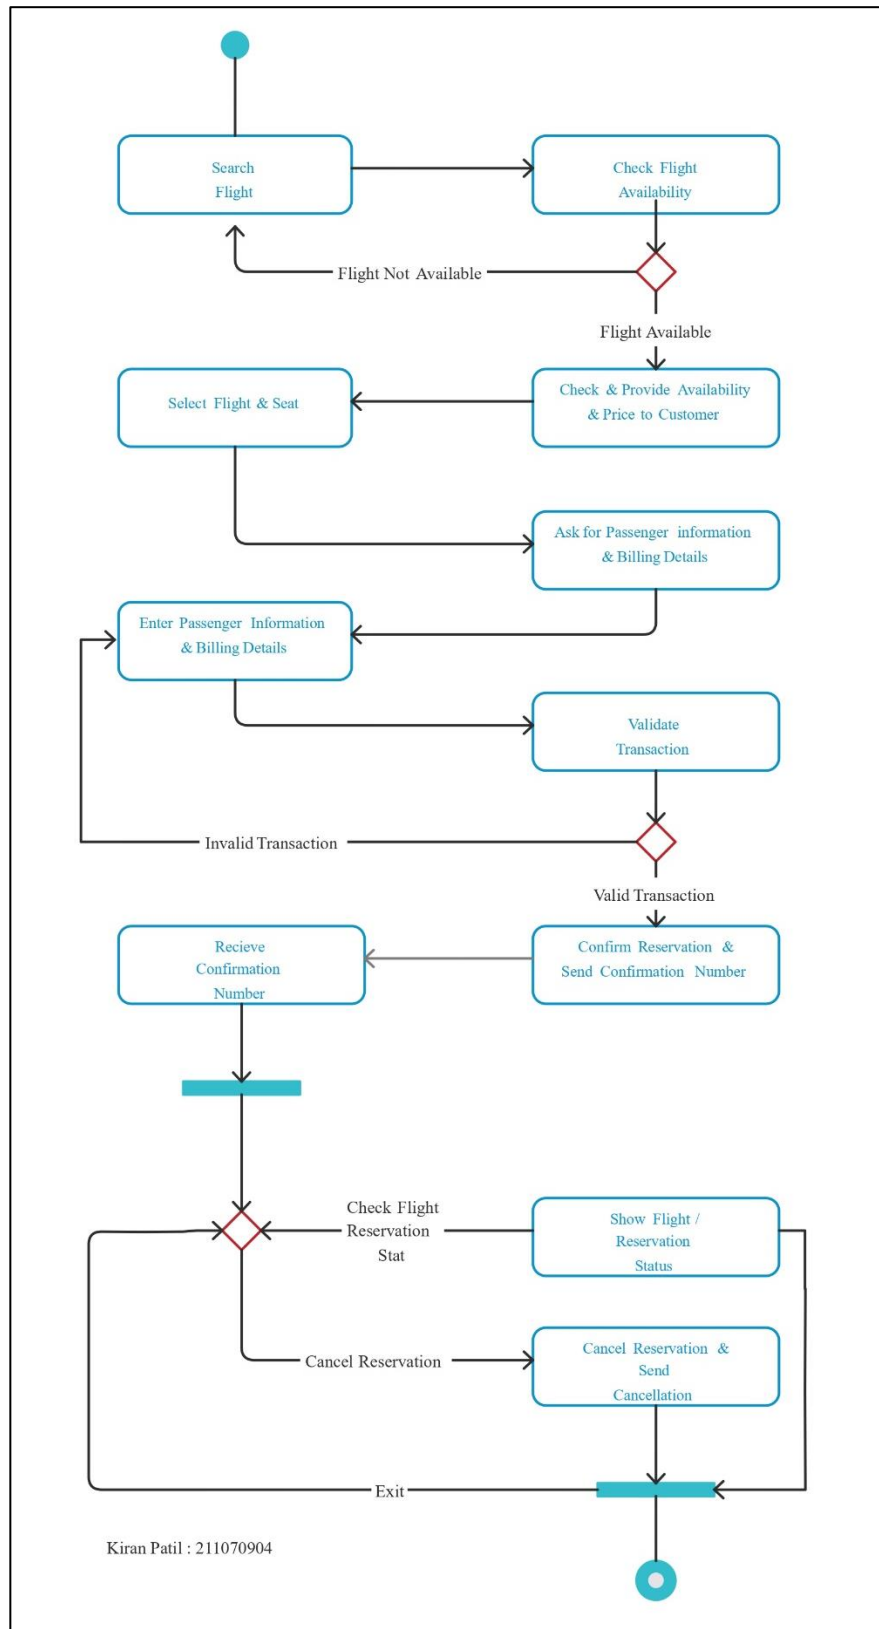 Search
Flight
Check Flight
Availability
Flight Not Available
Flight Available
Select Flight & Seat
Check & Provide Availability
& Price to Customer
Ask for Passenger information
& Billing Details
Enter Passenger Information
& Billing Details
Validate
Transaction
Invalid Transaction
Valid Transaction
Recieve
Confirmation
Number
Confirm Reservation &
Send Confirmation Number
Check Flight
Reservation
Stat
Show Flight /
Reservation
Status
Cancel Reservation
Cancel Reservation &
Send
Cancellation
Exit
Kiran Patil : 211070904